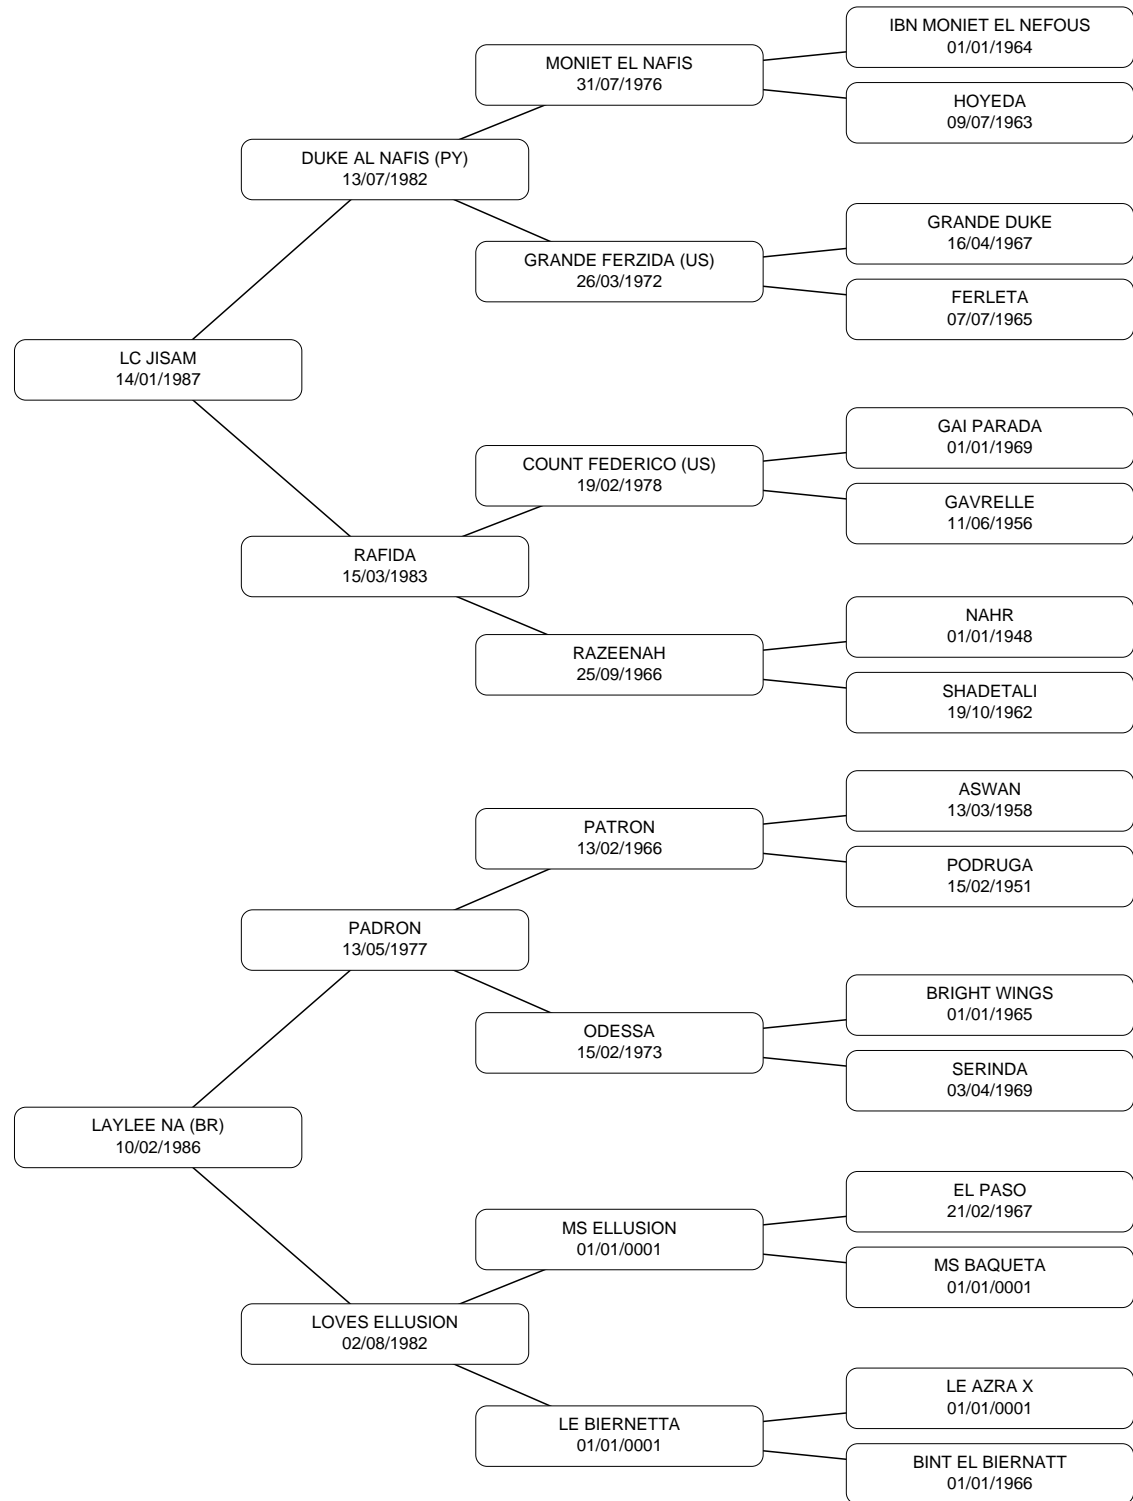 IBN MONIET EL NEFOUS
01/01/1964
MONIET EL NAFIS
31/07/1976
HOYEDA
09/07/1963
DUKE AL NAFIS (PY)
13/07/1982
GRANDE DUKE
16/04/1967
GRANDE FERZIDA (US)
26/03/1972
FERLETA
07/07/1965
LC JISAM
14/01/1987
GAI PARADA
01/01/1969
COUNT FEDERICO (US)
19/02/1978
GAVRELLE
11/06/1956
RAFIDA
15/03/1983
NAHR
01/01/1948
RAZEENAH
25/09/1966
SHADETALI
19/10/1962
ASWAN
13/03/1958
PATRON
13/02/1966
PODRUGA
15/02/1951
PADRON
13/05/1977
BRIGHT WINGS
01/01/1965
ODESSA
15/02/1973
SERINDA
03/04/1969
LAYLEE NA (BR)
10/02/1986
EL PASO
21/02/1967
MS ELLUSION
01/01/0001
MS BAQUETA
01/01/0001
LOVES ELLUSION
02/08/1982
LE AZRA X
01/01/0001
LE BIERNETTA
01/01/0001
BINT EL BIERNATT
01/01/1966